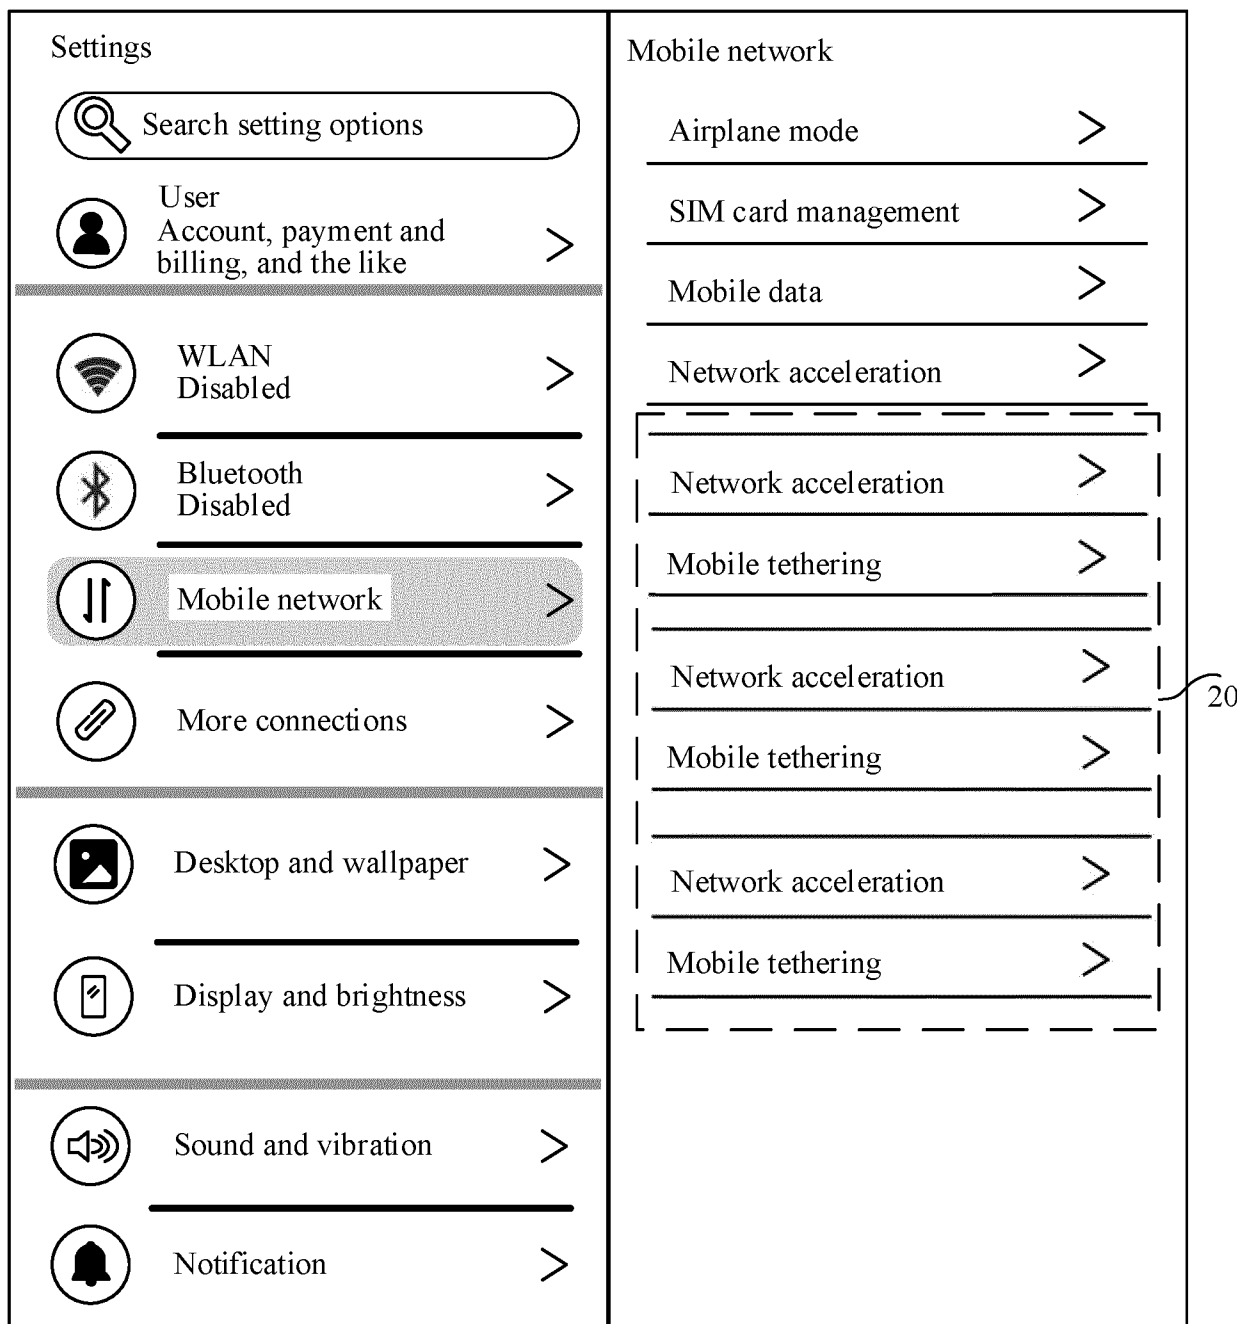 Settings
Search setting options
User
Account, payment and
billing, and the like
WLAN
Disabled
Bluetooth
Disabled
Mobile network
More connections
Desktop and wallpaper
Display and brightness
Sound and vibration
Notification
Mobile network
Airplane mode
SIM card management
Mobile data
Network acceleration
Network acceleration
Mobile tethering
Network acceleration
Mobile tethering
Network acceleration
Mobile tethering
20